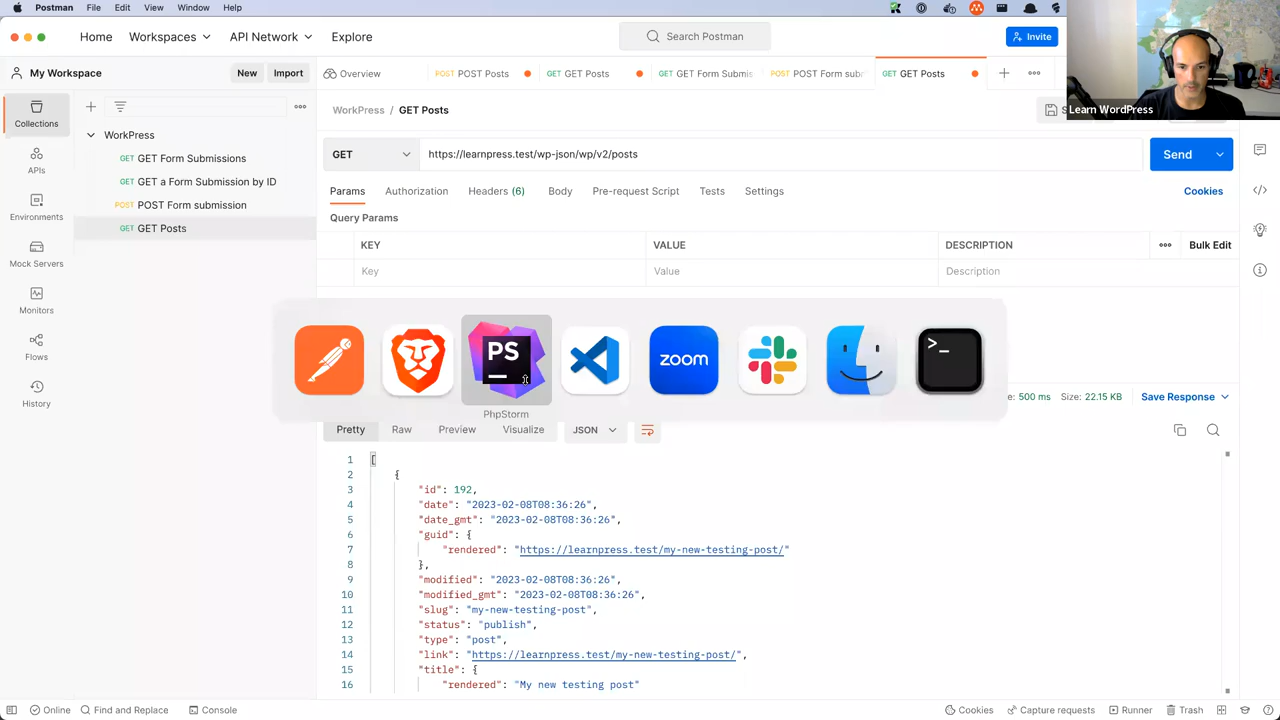 Postman File Edit View Window Help
Home Workspaces API Network Explore
Search Postman
Invite
My Workspace
New
Import
Overview
POST POSTs
GET GET Posts
GET GET Form Submis
POST POST Form sub
GET GET Posts
Collections
APIs
Environments
Mock Servers
Monitors
Flows
History
WorkPress
GET GET Form Submissions
GET GET a Form Submission by ID
POST POST Form submission
GET GET Posts
WorkPress / GET Posts
Learn WordPress
GET
https://learnpress.test/wp-json/wp/v2/posts
Send
Params Authorization Headers (6) Body Pre-request Script Tests Settings
Cookies
Query Params
KEY VALUE DESCRIPTION
Bulk Edit
Key Value Description
PS
zoom
>_
PhpStorm
500 ms Size: 22.15 KB Save Response
Pretty Raw Preview Visualize JSON
1 [
2 {
3 "id": 192,
4 "date": "2023-02-08T08:36:26",
5 "date_gmt": "2023-02-08T08:36:26",
6 "guid": {
7 "rendered": "https://learnpress.test/my-new-testing-post/"
8 },
9 "modified": "2023-02-08T08:36:26",
10 "modified_gmt": "2023-02-08T08:36:26",
11 "slug": "my-new-testing-post",
12 "status": "publish",
13 "type": "post",
14 "link": "https://learnpress.test/my-new-testing-post/",
15 "title": {
16 "rendered": "My new testing post"
Online Find and Replace Console
Cookies Capture requests Runner Trash